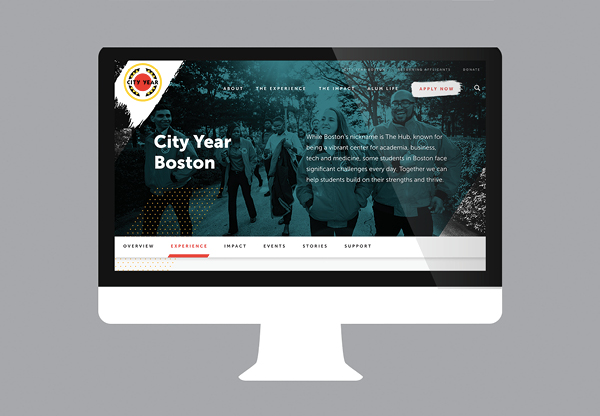 DONATE
CITY YEAR
ABOUT THE EXPERIENCE THE IMPACT ALUM LIFE APPLY NOW
City Year
Boston
While Boston's nickname is The Hub, known for
being a vibrant center for academia, business,
tech and medicine, some students in Boston face
significant challenges every day. Together we can
help students build on their strengths and thrive.
OVERVIEW EXPERIENCE IMPACT EVENTS STORIES SUPPORT